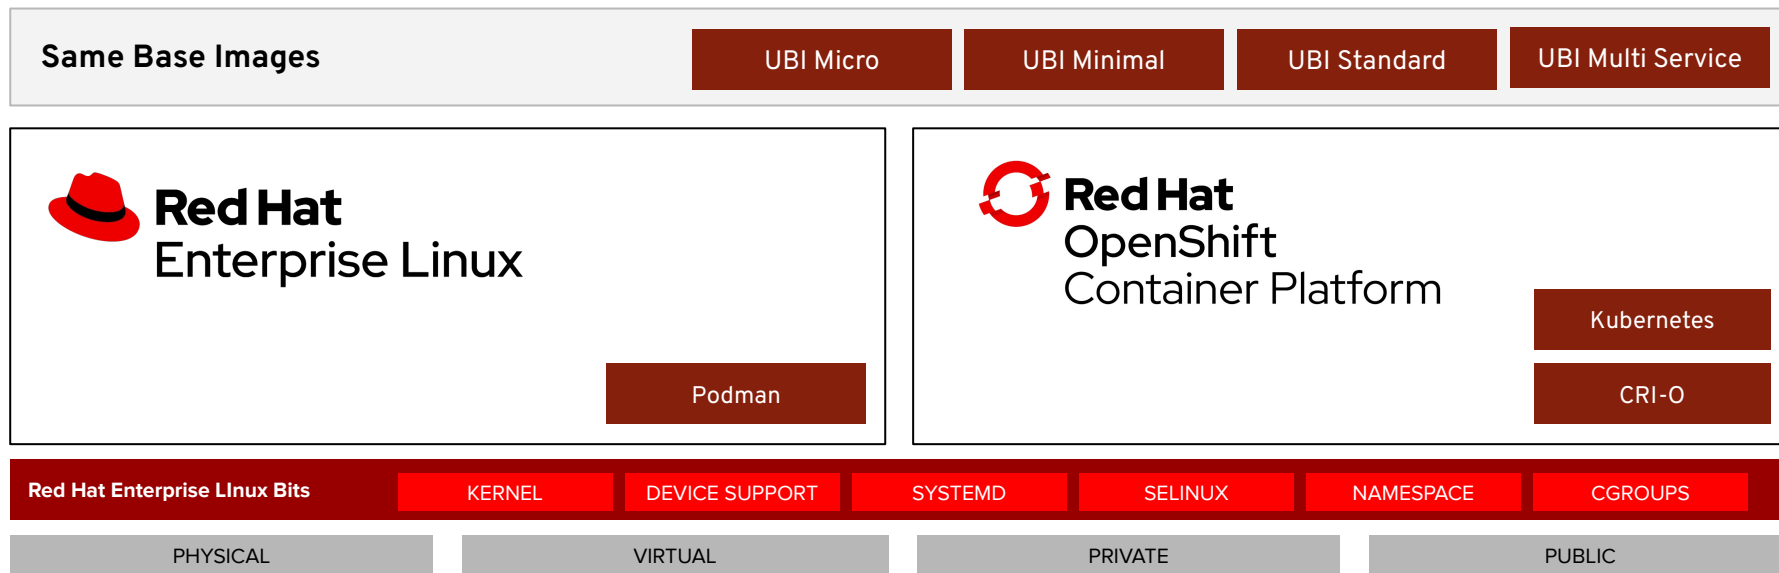 Same Base Images
UBI Micro
UBI Minimal
UBI Standard
UBI Multi Service
Red Hat
Enterprise Linux
Podman
Red Hat
OpenShift
Container Platform
Kubernetes
CRI-O
Red Hat Enterprise LInux Bits
KERNEL
DEVICE SUPPORT
SYSTEMD
SELINUX
NAMESPACE
CGROUPS
PHYSICAL
VIRTUAL
PRIVATE
PUBLIC